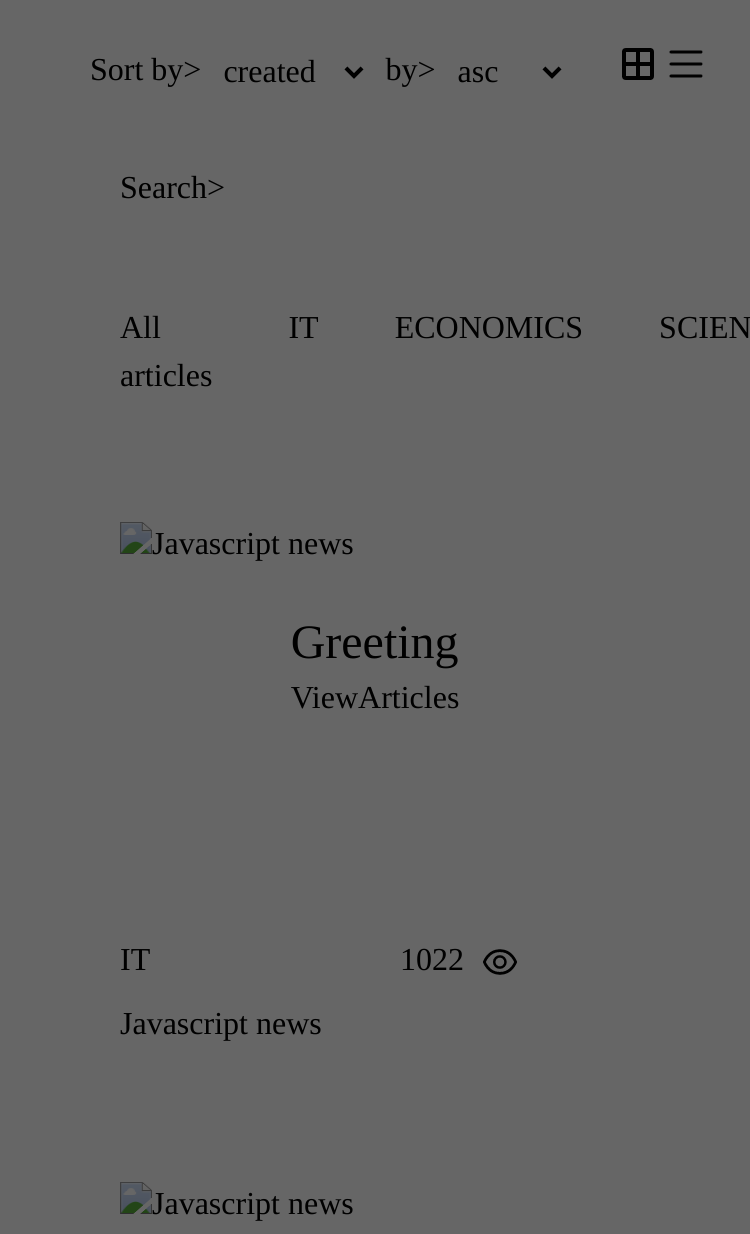 Sort by> created by> asc
Search>
All articles IT ECONOMICS SCIEN
Javascript news
Greeting
ViewArticles
IT 1022
Javascript news
Javascript news